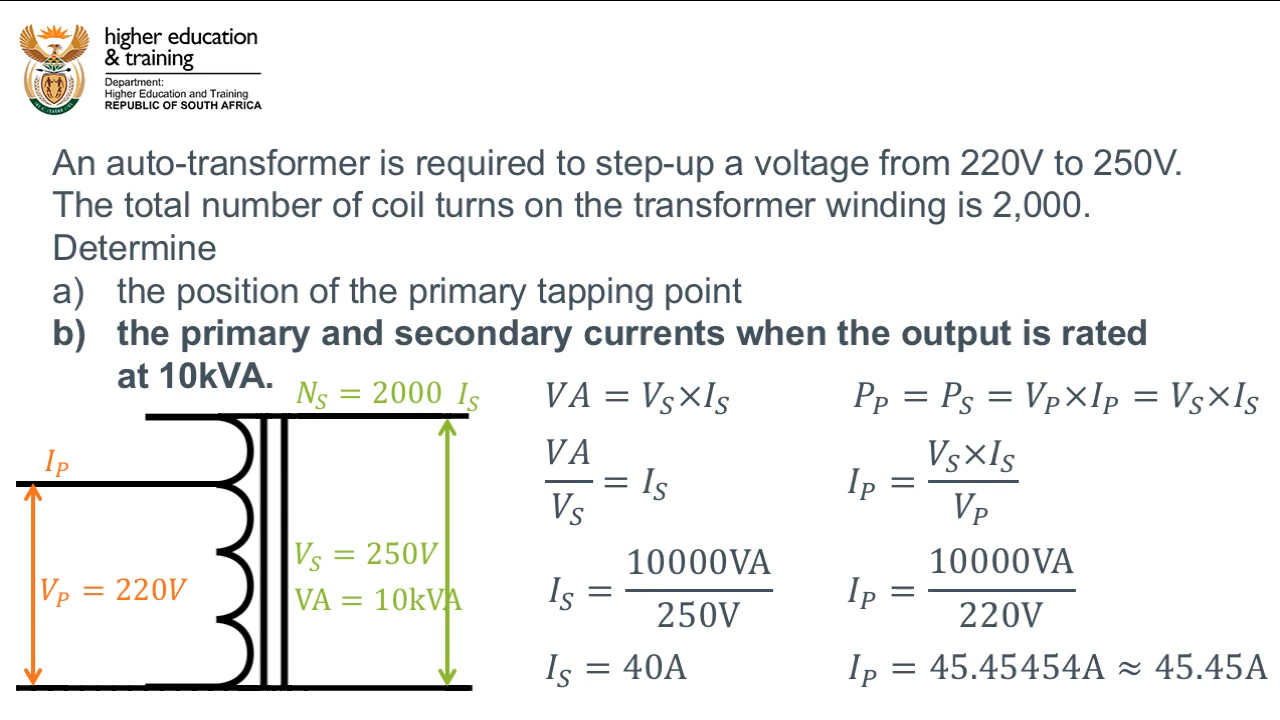 higher education
& training
Department:
Higher Education and Training
REPUBLIC OF SOUTH AFRICA
An auto-transformer is required to step-up a voltage from 220V to 250V.
The total number of coil turns on the transformer winding is 2,000.
Determine
a) the position of the primary tapping point
b) the primary and secondary currents when the output is rated
at 10kVA.
N_S = 2000 I_S
I_P
V_P = 220V
V_S = 250V
VA = 10kVA
VA = V_S×I_S
VA/V_S = I_S
I_S = 10000VA/250V
I_S = 40A
P_P = P_S = V_P×I_P = V_S×I_S
I_P = V_S×I_S/V_P
I_P = 10000VA/220V
I_P = 45.45454A ≈ 45.45A